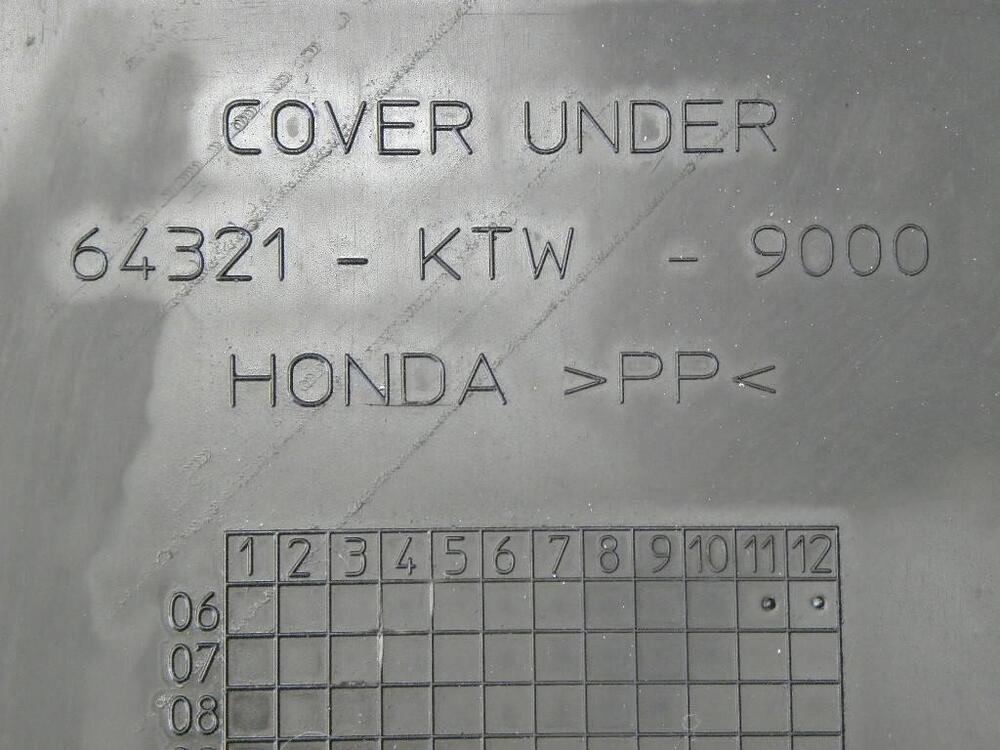 COVER UNDER
64321 - KTW - 9000
HONDA >PP<
1 2 3 4 5 6 7 8 9 10 11 12
06
07
08